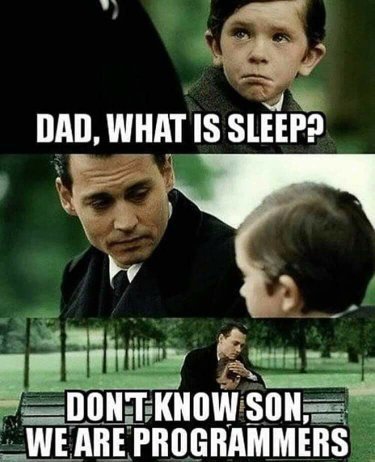 DAD, WHAT IS SLEEP?
DON'T KNOW SON,
WE ARE PROGRAMMERS